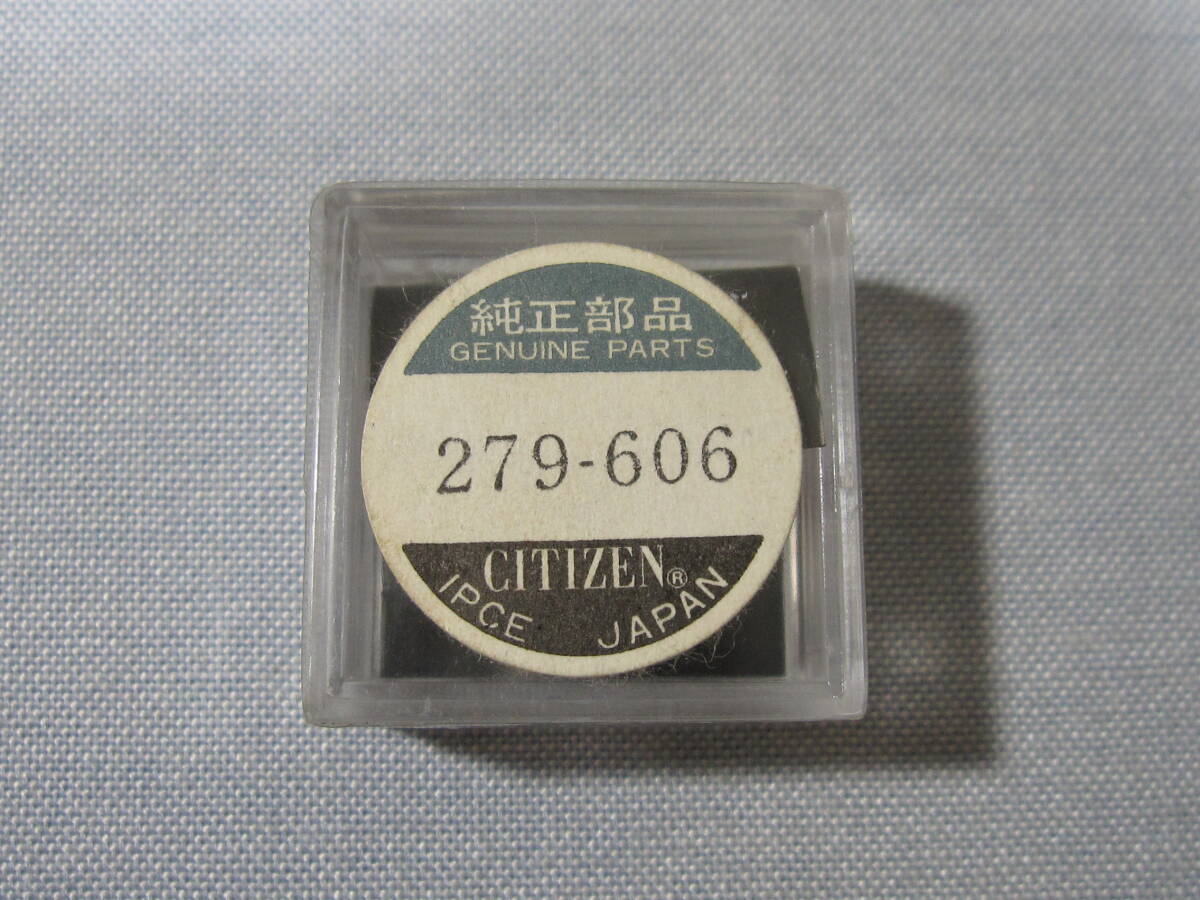 純正部品
GENUINE PARTS
279-606
CITIZEN®
IPCE JAPAN